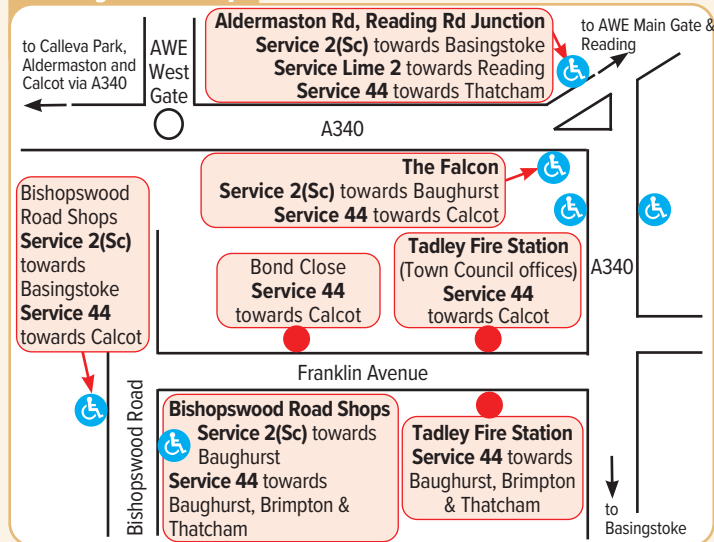 to Calleva Park,
Aldermaston and
Calcot via A340
AWE
West
Gate
Aldermaston Rd, Reading Rd Junction
Service 2(Sc) towards Basingstoke
Service Lime 2 towards Reading
Service 44 towards Thatcham
to AWE Main Gate &
Reading
A340
The Falcon
Service 2(Sc) towards Baughurst
Service 44 towards Calcot
Bishopswood
Road Shops
Service 2(Sc)
towards
Basingstoke
Service 44
towards Calcot
Bond Close
Service 44
towards Calcot
Tadley Fire Station
(Town Council offices)
Service 44
towards Calcot
A340
Franklin Avenue
Bishopswood Road
Bishopswood Road Shops
Service 2(Sc) towards
Baughurst
Service 44 towards
Baughurst, Brimpton &
Thatcham
Tadley Fire Station
Service 44 towards
Baughurst, Brimpton
& Thatcham
to
Basingstoke